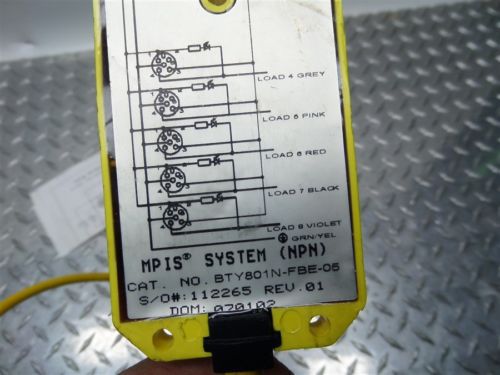 LOAD 4 GREY
LOAD 5 PINK
LOAD 6 RED
LOAD 7 BLACK
LOAD 8 VIOLET
GRN/YEL
MPIS® SYSTEM (NPN)
CAT. NO. BTY801N-FBE-05
S/O#: 112265 REV.01
DOM: 070102